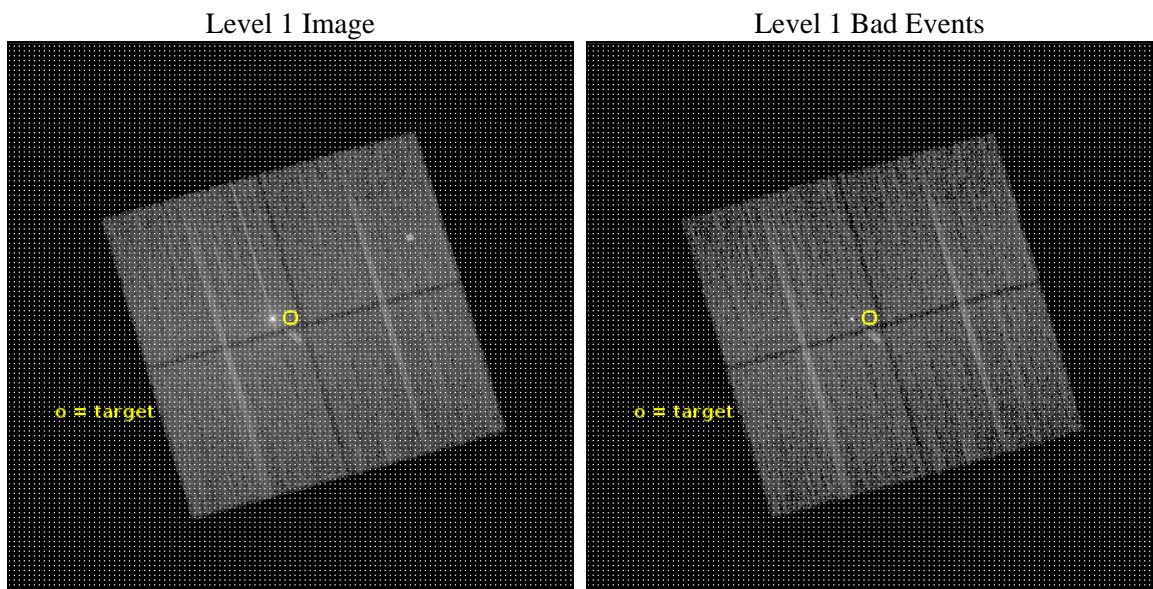 Level 1 Image
Level 1 Bad Events
o = target
o = target